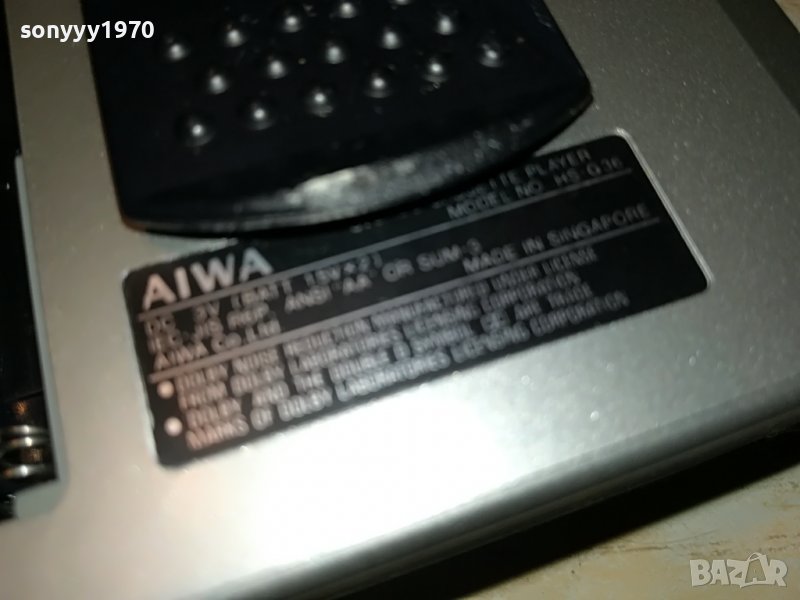 sonyyy1970
CASSETTE PLAYER
AIWA MODEL NO. HS-G36
DC 3V (BATT. 1.5V×2)
IEC JIS R6P, ANSI "AA" OR SUM-3
AIWA Co.,Ltd. MADE IN SINGAPORE
• DOLBY NOISE REDUCTION MANUFACTURED UNDER LICENSE
FROM DOLBY LABORATORIES LICENSING CORPORATION.
• "DOLBY" AND THE DOUBLE-D SYMBOL ARE TRADE
MARKS OF DOLBY LABORATORIES LICENSING CORPORATION.
BAZAR